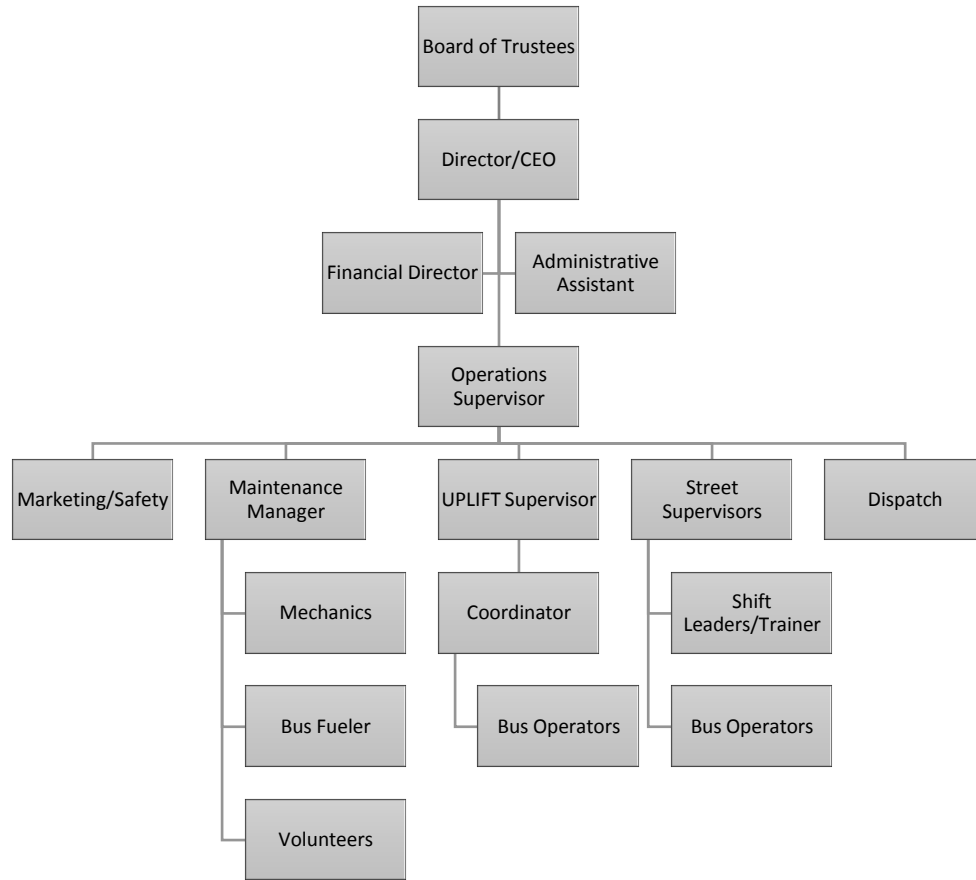 Board of Trustees
Director/CEO
Financial Director
Administrative
Assistant
Operations
Supervisor
Marketing/Safety
Maintenance
Manager
UPLIFT Supervisor
Street
Supervisors
Dispatch
Mechanics
Coordinator
Shift
Leaders/Trainer
Bus Fueler
Bus Operators
Bus Operators
Volunteers